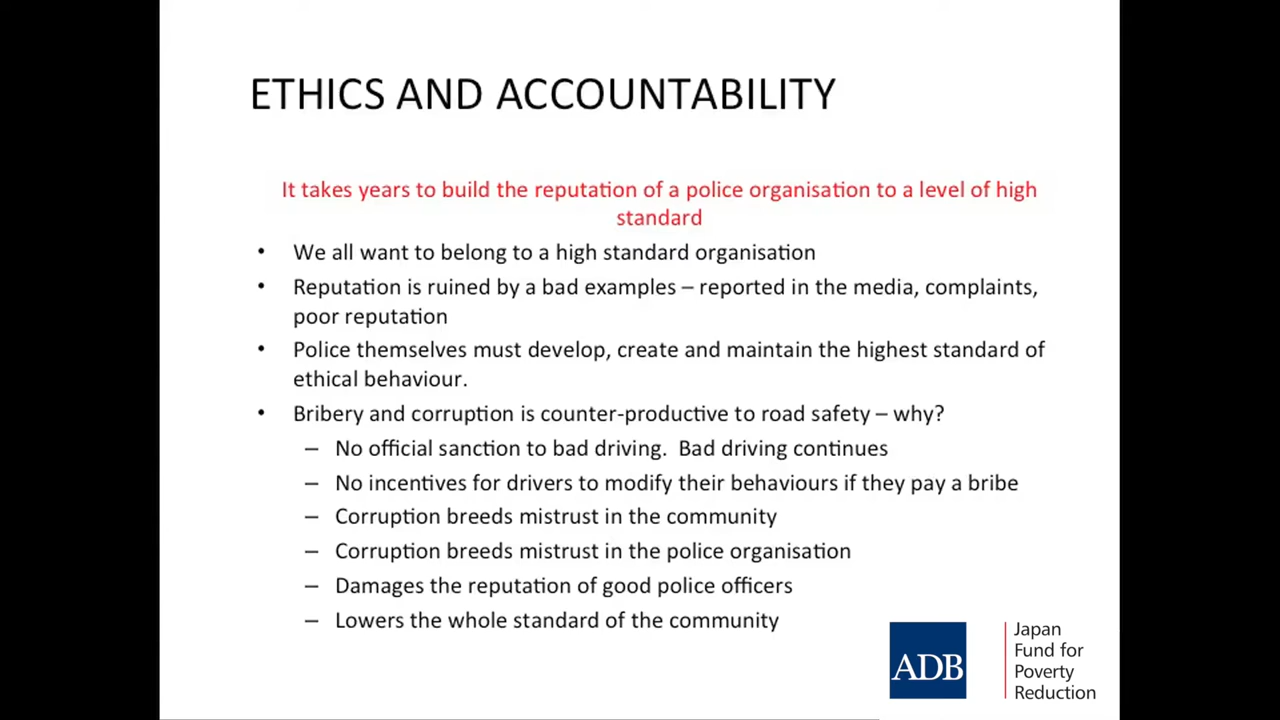 ETHICS AND ACCOUNTABILITY
It takes years to build the reputation of a police organisation to a level of high
standard
• We all want to belong to a high standard organisation
• Reputation is ruined by a bad examples – reported in the media, complaints,
poor reputation
• Police themselves must develop, create and maintain the highest standard of
ethical behaviour.
• Bribery and corruption is counter-productive to road safety – why?
– No official sanction to bad driving.  Bad driving continues
– No incentives for drivers to modify their behaviours if they pay a bribe
– Corruption breeds mistrust in the community
– Corruption breeds mistrust in the police organisation
– Damages the reputation of good police officers
– Lowers the whole standard of the community
ADB
Japan
Fund for
Poverty
Reduction